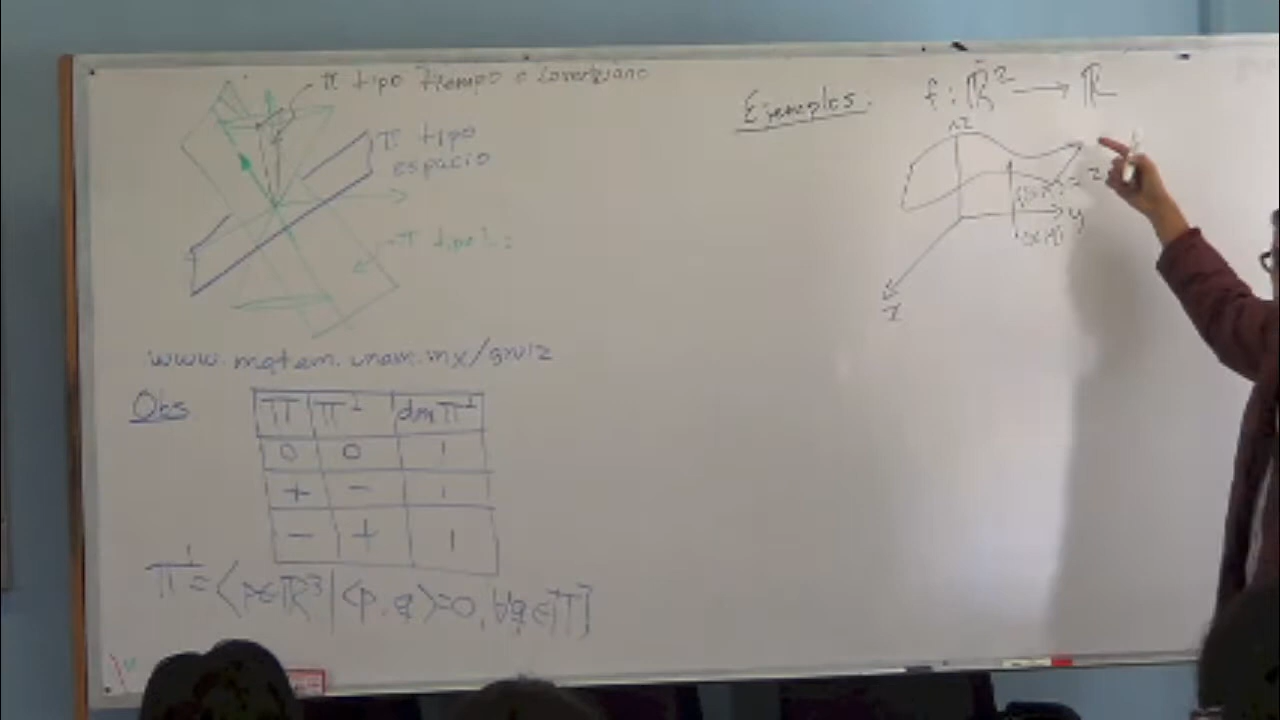 π tipo Tiempo o Lorentziano
π tipo
espacio
π tipo
www.matem.unam.mx/gruiz
Obs
π π⊥ dim π⊥
0 0 1
+ − 1
− + 1
π⊥ = {p∈ℝ³ | <p,q>=0, ∀q∈π}
Ejemplos:
f: ℝ² → ℝ
z
y
(x,y)
x